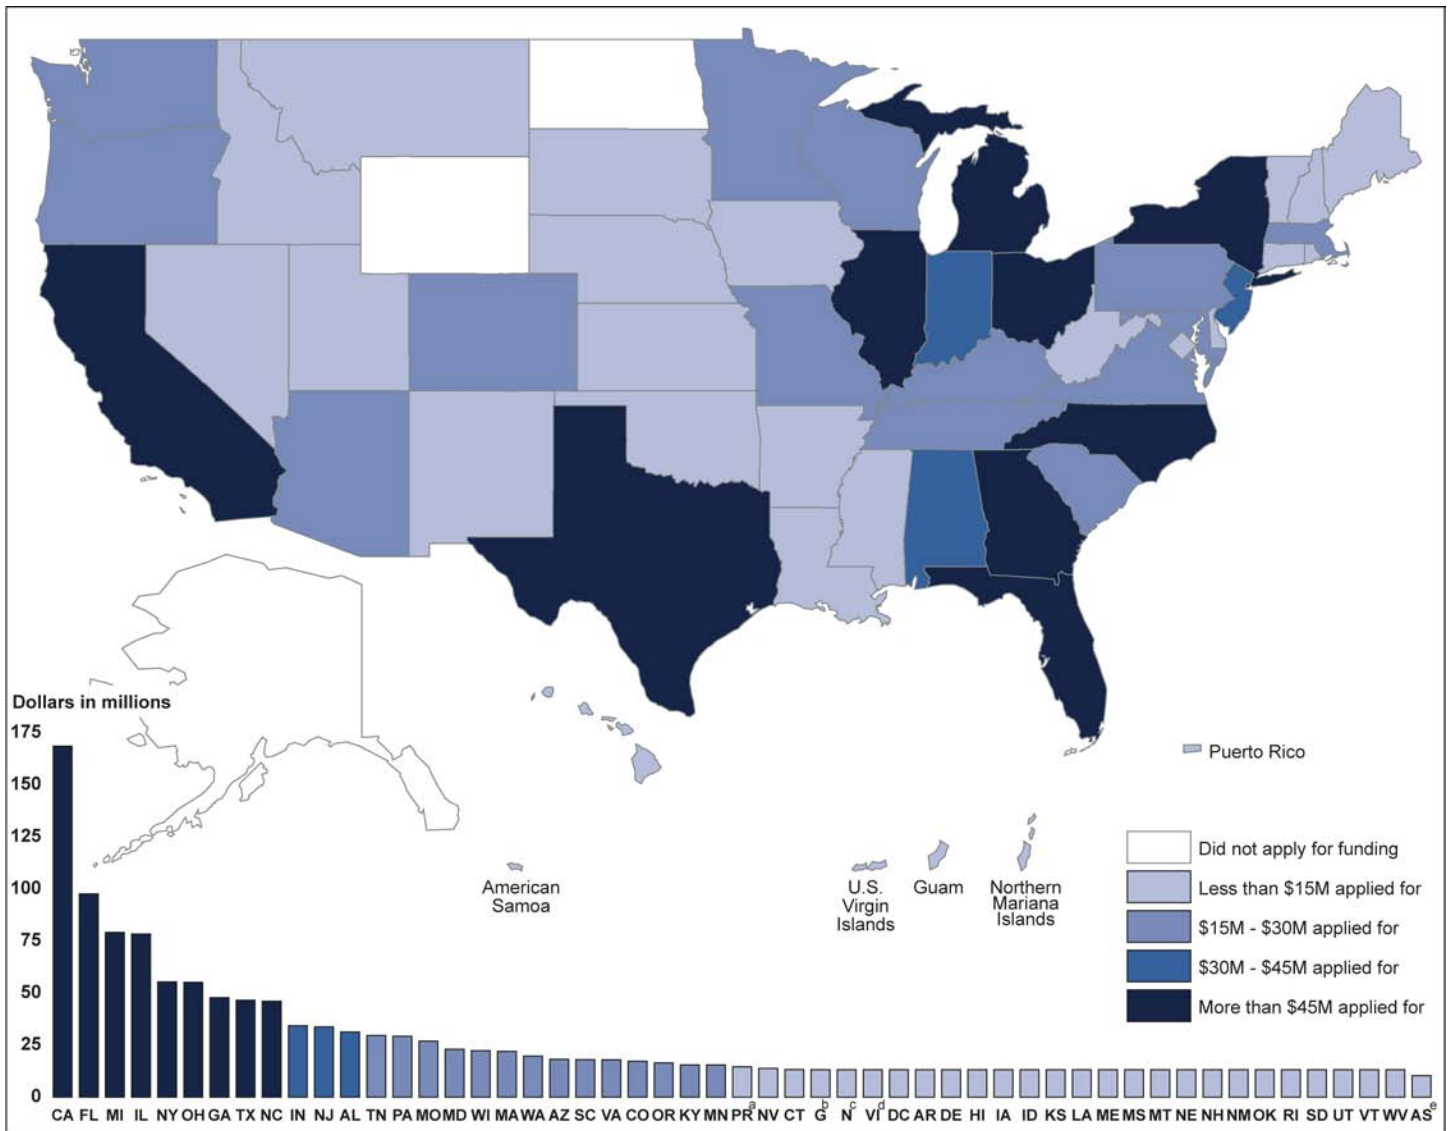 Dollars in millions
175
150
125
100
75
50
25
0
CA FL MI IL NY OH GA TX NC IN NJ AL TN PA MO MD WI MA WA AZ SC VA CO OR KY MN PR a NV CT G b N c VI d DC AR DE HI IA ID KS LA ME MS MT NE NH NM OK RI SD UT VT WV AS e
American
Samoa
U.S.
Virgin
Islands
Guam
Northern
Mariana
Islands
Puerto Rico
Did not apply for funding
Less than $15M applied for
$15M - $30M applied for
$30M - $45M applied for
More than $45M applied for